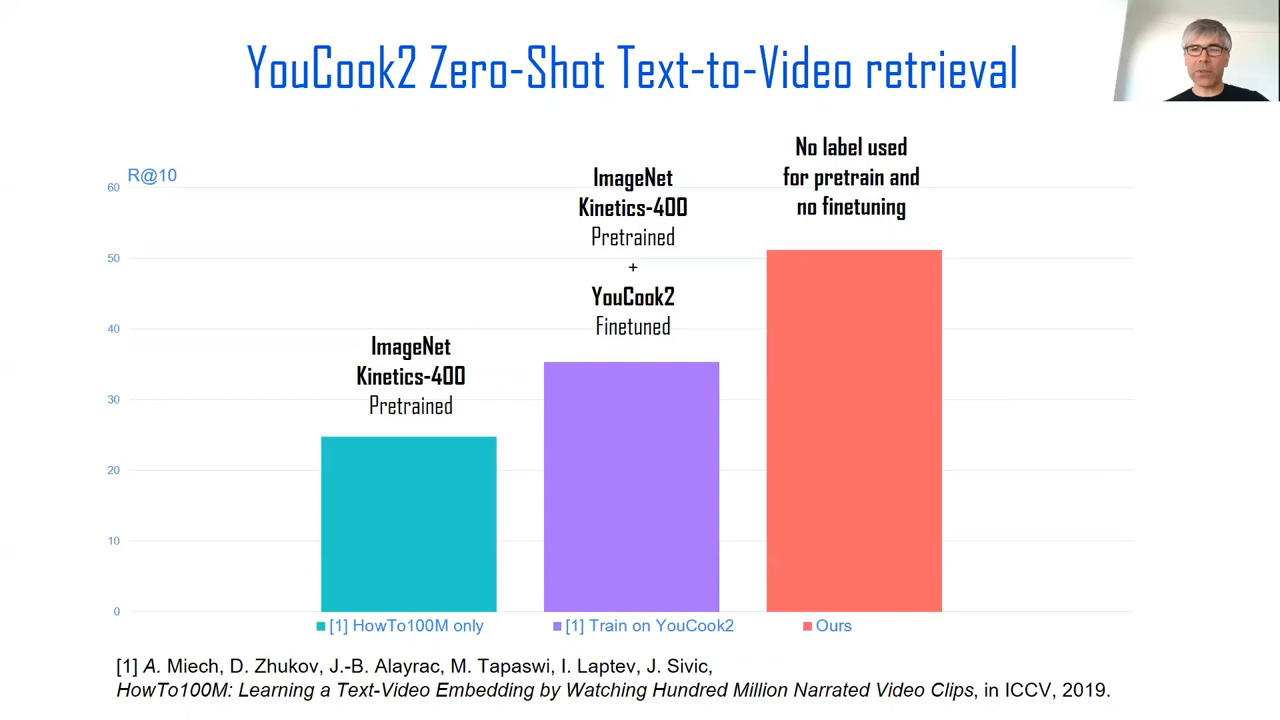 YouCook2 Zero-Shot Text-to-Video retrieval
R@10
60
50
40
30
20
10
0
ImageNet
Kinetics-400
Pretrained
ImageNet
Kinetics-400
Pretrained
+
YouCook2
Finetuned
No label used
for pretrain and
no finetuning
[1] HowTo100M only
[1] Train on YouCook2
Ours
[1] A. Miech, D. Zhukov, J.-B. Alayrac, M. Tapaswi, I. Laptev, J. Sivic,
HowTo100M: Learning a Text-Video Embedding by Watching Hundred Million Narrated Video Clips, in ICCV, 2019.